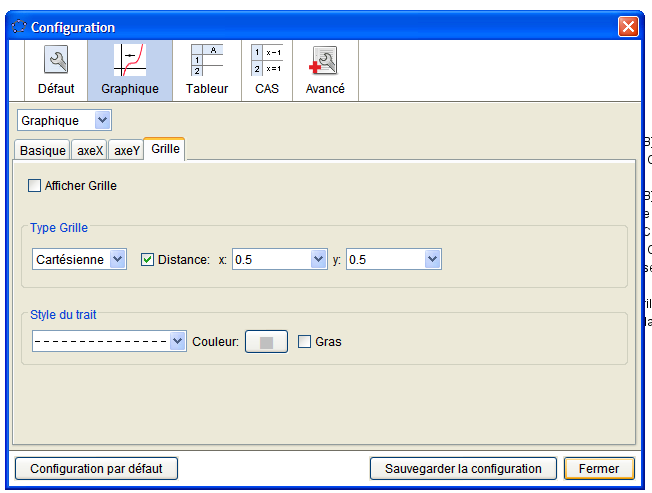 Configuration
Défaut Graphique Tableur CAS Avancé
A
1
2
1 x-1
2 x=1
Graphique
Basique axeX axeY Grille
Afficher Grille
Type Grille
Cartésienne Distance: x: 0.5 y: 0.5
Style du trait
Couleur: Gras
Configuration par défaut Sauvegarder la configuration Fermer